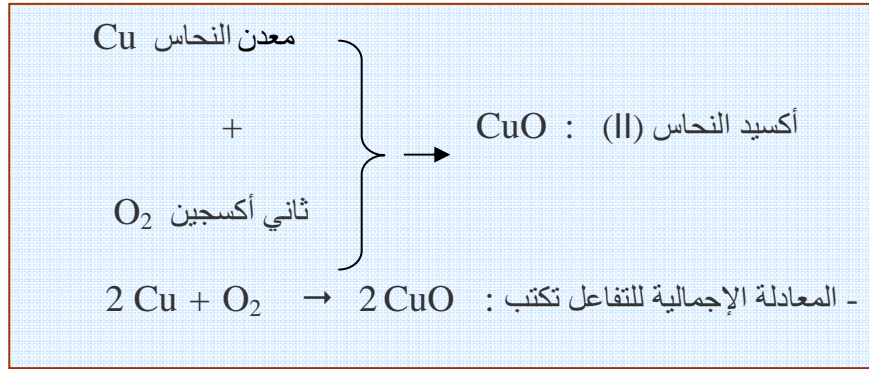 معدن النحاس Cu
+
أكسيد النحاس (II) : CuO
ثاني أكسجين O₂
- المعادلة الإجمالية للتفاعل تكتب : 2 Cu + O₂ → 2 CuO